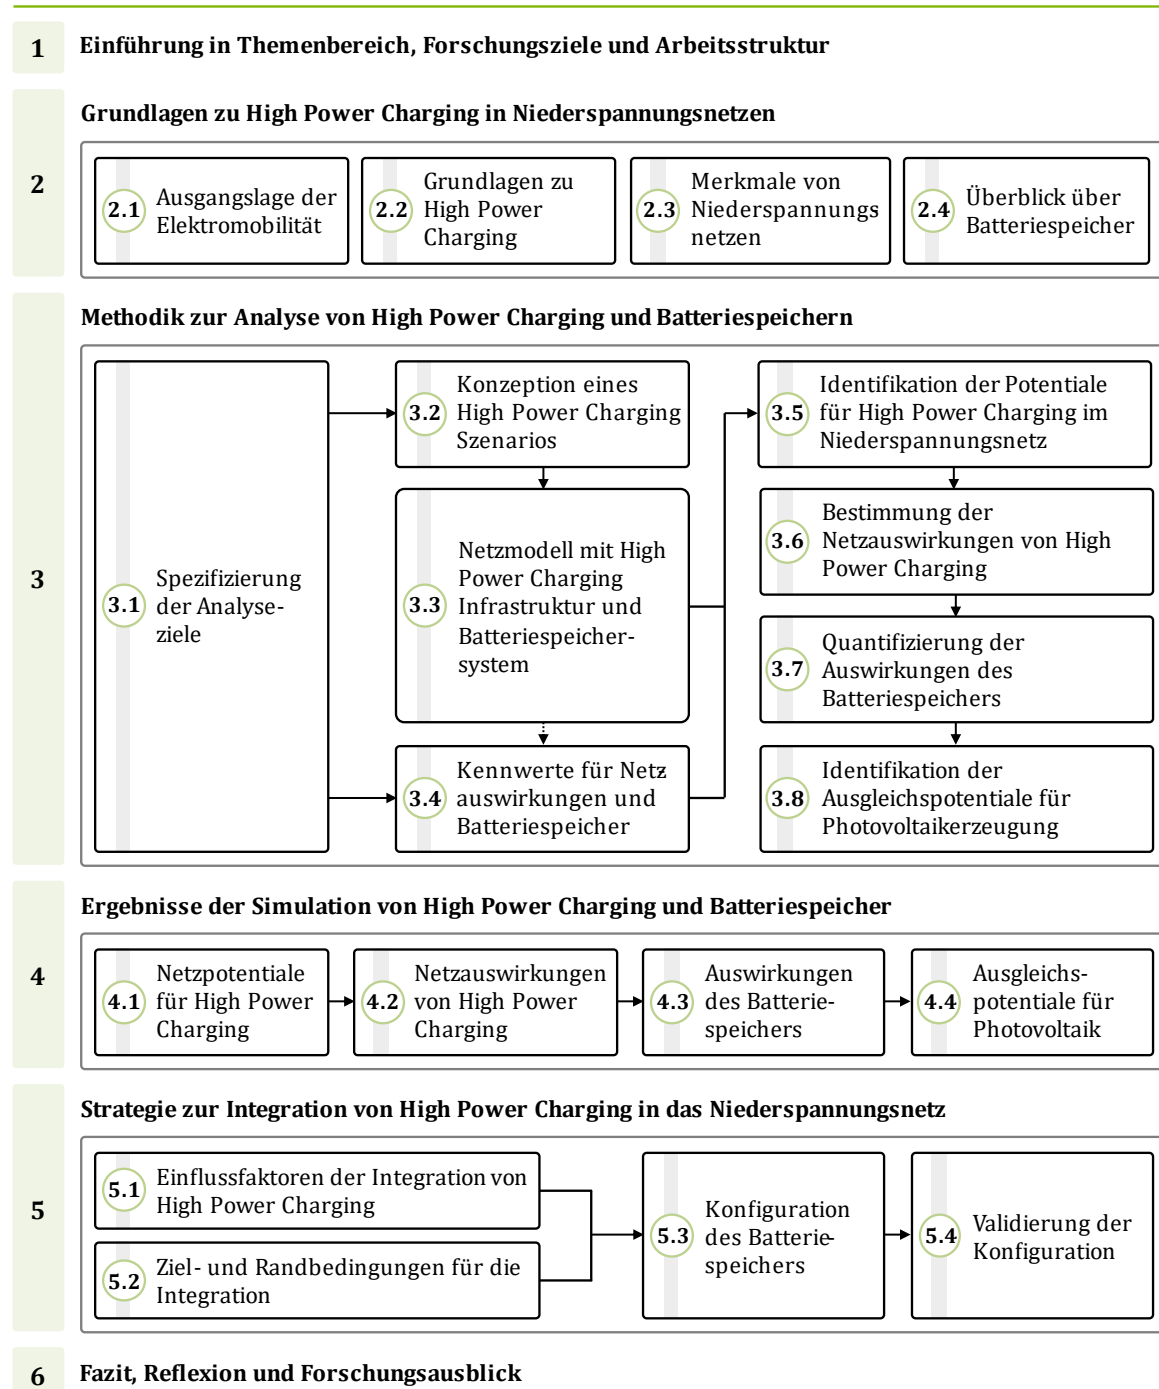 1
Einführung in Themenbereich, Forschungsziele und Arbeitsstruktur
2
Grundlagen zu High Power Charging in Niederspannungsnetzen
2.1
Ausgangslage der
Elektromobilität
2.2
Grundlagen zu
High Power
Charging
2.3
Merkmale von
Niederspannungs
netzen
2.4
Überblick über
Batteriespeicher
3
Methodik zur Analyse von High Power Charging und Batteriespeichern
3.1
Spezifizierung
der Analyse-
ziele
3.2
Konzeption eines
High Power Charging
Szenarios
3.3
Netzmodell mit High
Power Charging
Infrastruktur und
Batteriespeicher-
system
3.4
Kennwerte für Netz
auswirkungen und
Batteriespeicher
3.5
Identifikation der Potentiale
für High Power Charging im
Niederspannungsnetz
3.6
Bestimmung der
Netzauswirkungen von High
Power Charging
3.7
Quantifizierung der
Auswirkungen des
Batteriespeichers
3.8
Identifikation der
Ausgleichspotentiale für
Photovoltaikerzeugung
4
Ergebnisse der Simulation von High Power Charging und Batteriespeicher
4.1
Netzpotentiale
für High Power
Charging
4.2
Netzauswirkungen
von High Power
Charging
4.3
Auswirkungen
des Batterie-
speichers
4.4
Ausgleichs-
potentiale für
Photovoltaik
5
Strategie zur Integration von High Power Charging in das Niederspannungsnetz
5.1
Einflussfaktoren der Integration von
High Power Charging
5.2
Ziel- und Randbedingungen für die
Integration
5.3
Konfiguration
des Batterie-
speichers
5.4
Validierung der
Konfiguration
6
Fazit, Reflexion und Forschungsausblick